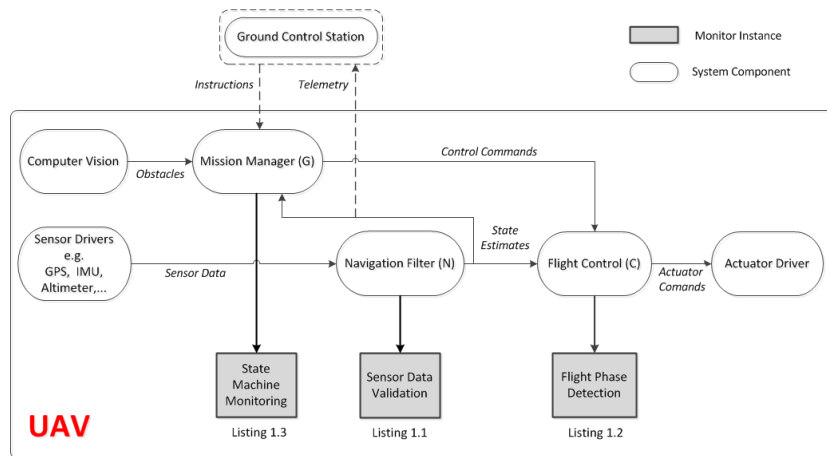 Ground Control Station
Monitor Instance
System Component
Instructions
Telemetry
Computer Vision
Obstacles
Mission Manager (G)
Control Commands
Sensor Drivers
e.g.
GPS, IMU,
Altimeter,...
Sensor Data
Navigation Filter (N)
State
Estimates
Flight Control (C)
Actuator
Comands
Actuator Driver
State
Machine
Monitoring
Sensor Data
Validation
Flight Phase
Detection
UAV
Listing 1.3
Listing 1.1
Listing 1.2